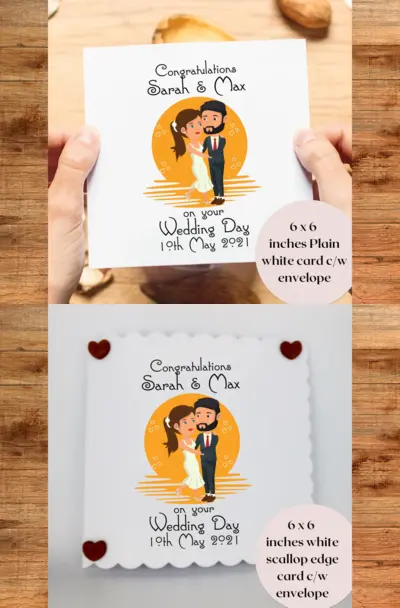 Congratulations
Sarah & Max
on your
Wedding Day
10th May 2021
6 x 6
inches Plain
white card c/w
envelope
Congratulations
Sarah & Max
on your
Wedding Day
10th May 2021
6 x 6
inches white
scallop edge
card c/w
envelope